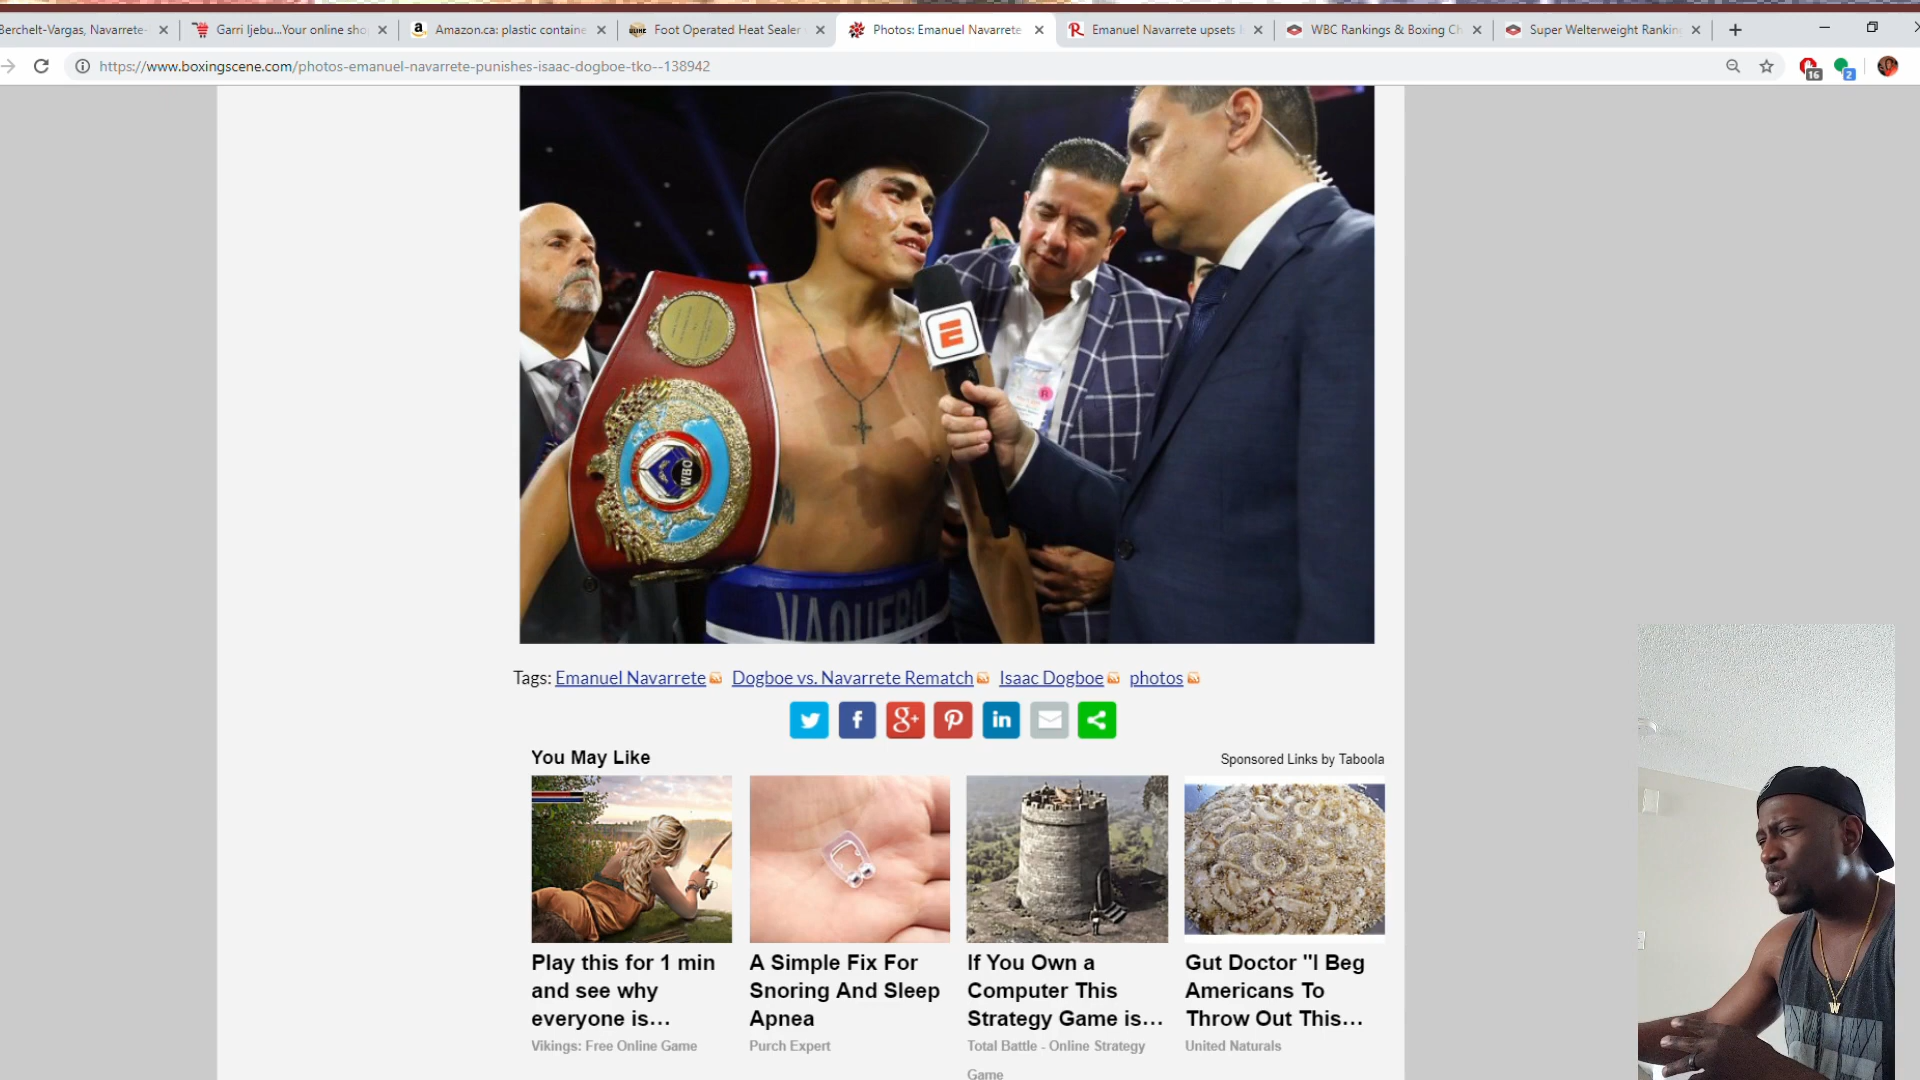 Berchelt-Vargas, Navarrete-
Garri Ijebu...Your online sho
Amazon.ca: plastic containe
Foot Operated Heat Sealer
Photos: Emanuel Navarrete
Emanuel Navarrete upsets
WBC Rankings & Boxing Ch
Super Welterweight Rankin
https://www.boxingscene.com/photos-emanuel-navarrete-punishes-isaac-dogboe-tko--138942
16
2
WBO
E
R
VAQUERO
Tags: Emanuel Navarrete Dogboe vs. Navarrete Rematch Isaac Dogboe photos
You May Like
Sponsored Links by Taboola
Play this for 1 min
and see why
everyone is...
Vikings: Free Online Game
A Simple Fix For
Snoring And Sleep
Apnea
Purch Expert
If You Own a
Computer This
Strategy Game is...
Total Battle - Online Strategy
Game
Gut Doctor "I Beg
Americans To
Throw Out This...
United Naturals
W